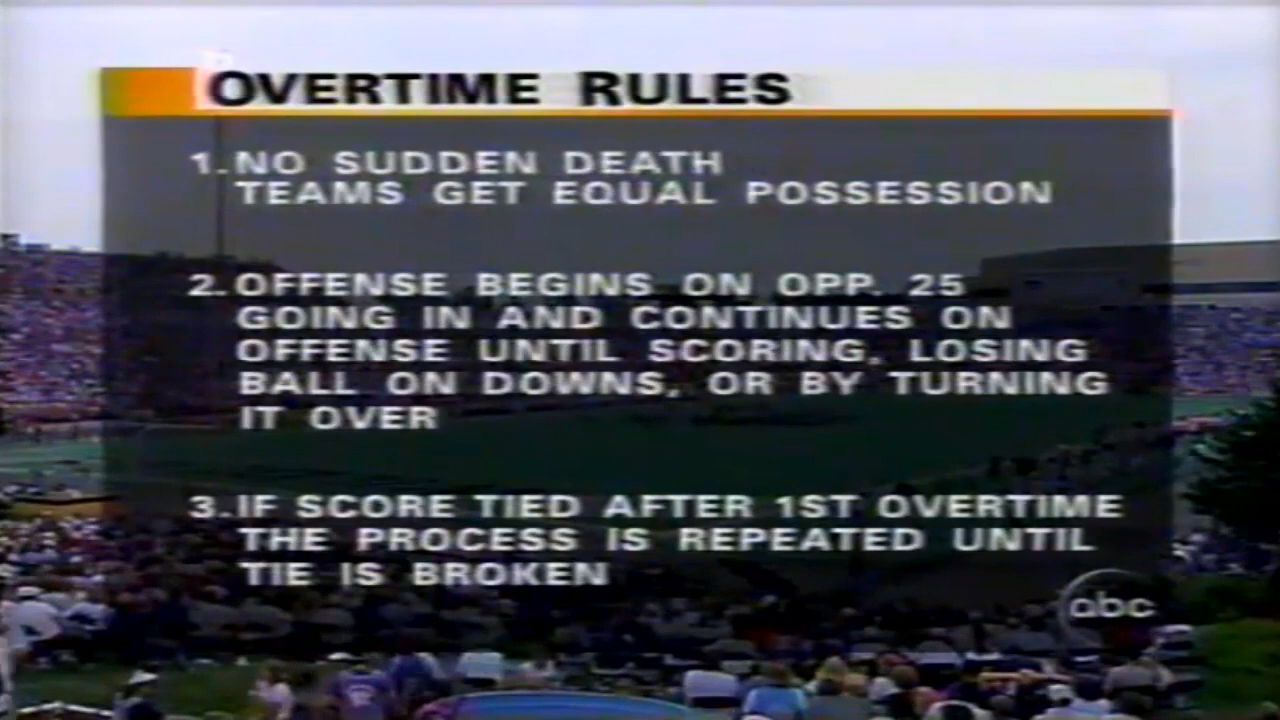 OVERTIME RULES
1. NO SUDDEN DEATH
TEAMS GET EQUAL POSSESSION
2. OFFENSE BEGINS ON OPP. 25
GOING IN AND CONTINUES ON
OFFENSE UNTIL SCORING, LOSING
BALL ON DOWNS, OR BY TURNING
IT OVER
3. IF SCORE TIED AFTER 1ST OVERTIME
THE PROCESS IS REPEATED UNTIL
TIE IS BROKEN
abc